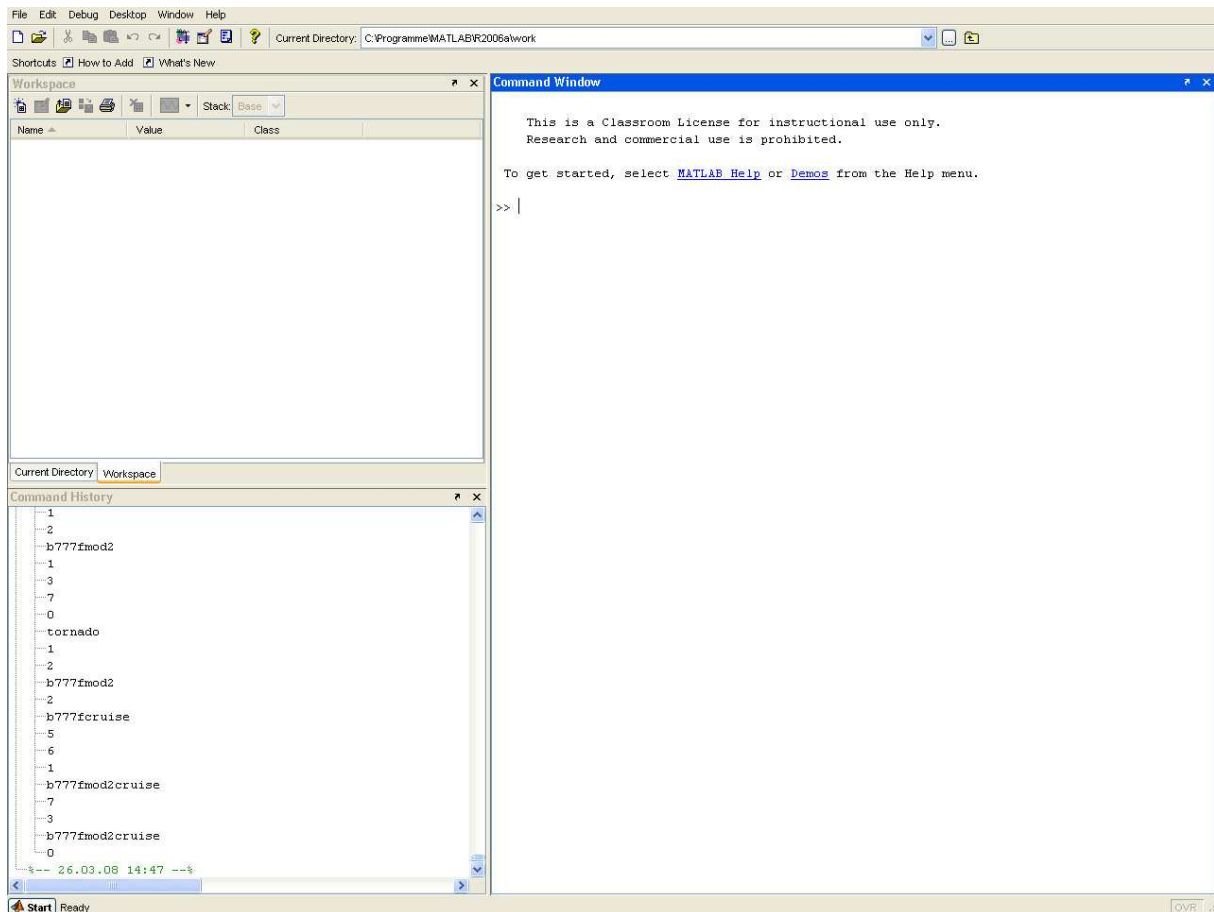 File Edit Debug Desktop Window Help
Current Directory: C:\Programme\MATLAB\R2006a\work
Shortcuts How to Add What's New
Workspace
Stack: Base
Name Value Class
Current Directory Workspace
Command History
1
2
b777fmod2
1
3
7
0
tornado
1
2
b777fmod2
2
b777fcruise
5
6
1
b777fmod2cruise
7
3
b777fmod2cruise
0
%-- 26.03.08 14:47 --%
Command Window
This is a Classroom License for instructional use only.
Research and commercial use is prohibited.
To get started, select MATLAB Help or Demos from the Help menu.
>>
Start Ready
OVR